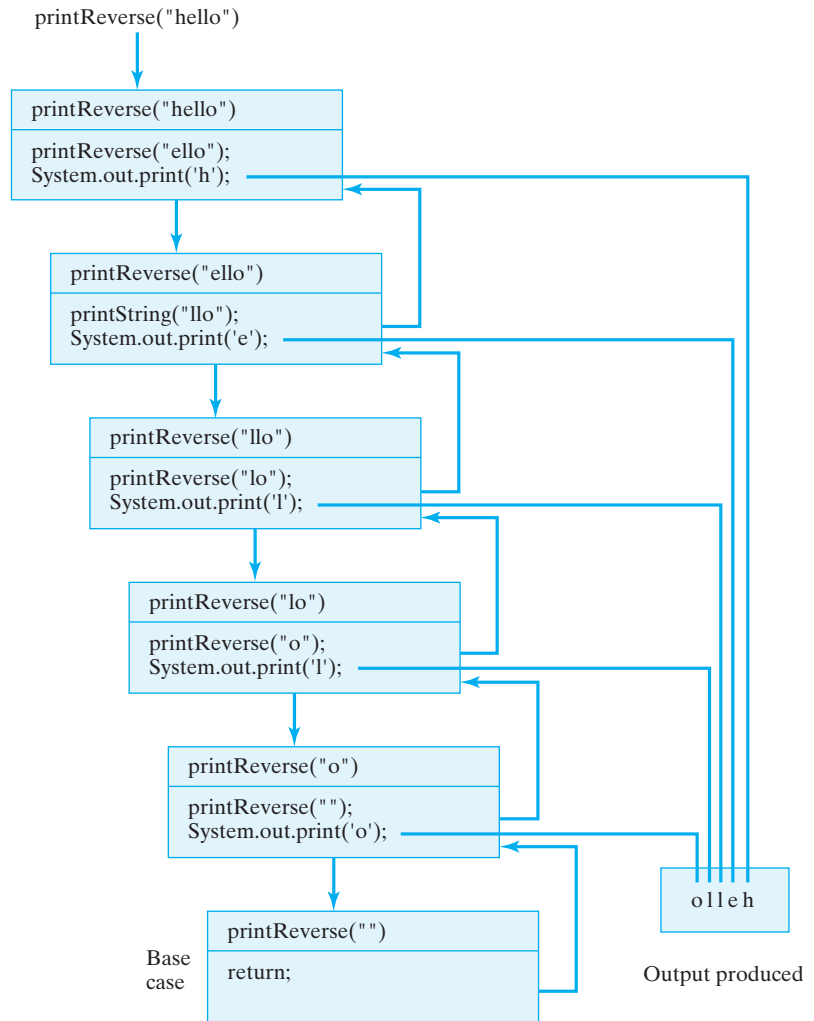 printReverse("hello")
printReverse("hello")
printReverse("ello");
System.out.print('h');
printReverse("ello")
printString("llo");
System.out.print('e');
printReverse("llo")
printReverse("lo");
System.out.print('l');
printReverse("lo")
printReverse("o");
System.out.print('l');
printReverse("o")
printReverse("");
System.out.print('o');
printReverse("")
return;
Base
case
o l l e h
Output produced